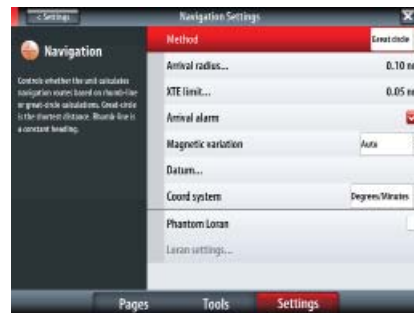 < Settings
Navigation Settings
X
Navigation
Controls whether the unit calculates
navigation routes based on rhumb-line
or great-circle calculations. Great-circle
is the shortest distance. Rhumb-line is
a constant heading.
Method
Great circle
Arrival radius...
0.10 n
XTE limit...
0.05 n
Arrival alarm
Magnetic variation
Auto
Datum...
Coord system
Degrees/Minutes
Phantom Loran
Loran settings...
Pages
Tools
Settings